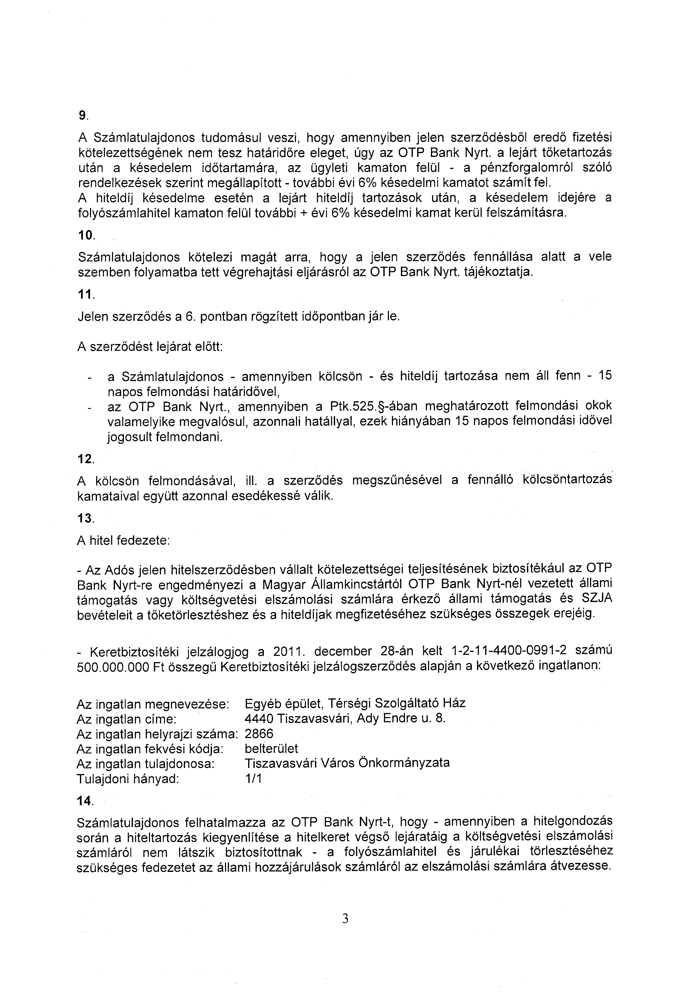 9.
A Számlatulajdonos tudomásul veszi, hogy amennyiben jelen szerződésből eredő fizetési
kötelezettségének nem tesz határidőre eleget, úgy az OTP Bank Nyrt. a lejárt tőketartozás
után a késedelem időtartamára, az ügyleti kamaton felül - a pénzforgalomról szóló
rendelkezések szerint megállapított - további évi 6% késedelmi kamatot számít fel.
A hiteldíj késedelme esetén a lejárt hiteldíj tartozások után, a késedelem idejére a
folyószámlahitel kamaton felül további + évi 6% késedelmi kamat kerül felszámításra.
10.
Számlatulajdonos kötelezi magát arra, hogy a jelen szerződés fennállása alatt a vele
szemben folyamatba tett végrehajtási eljárásról az OTP Bank Nyrt. tájékoztatja.
11.
Jelen szerződés a 6. pontban rögzített időpontban jár le.
A szerződést lejárat előtt:
- a Számlatulajdonos - amennyiben kölcsön - és hiteldíj tartozása nem áll fenn - 15
napos felmondási határidővel,
- az OTP Bank Nyrt., amennyiben a Ptk.525.§-ában meghatározott felmondási okok
valamelyike megvalósul, azonnali hatállyal, ezek hiányában 15 napos felmondási idővel
jogosult felmondani.
12.
A kölcsön felmondásával, ill. a szerződés megszűnésével a fennálló kölcsöntartozás
kamataival együtt azonnal esedékessé válik.
13.
A hitel fedezete:
- Az Adós jelen hitelszerződésben vállalt kötelezettségei teljesítésének biztosítékául az OTP
Bank Nyrt-re engedményezi a Magyar Államkincstártól OTP Bank Nyrt-nél vezetett állami
támogatás vagy költségvetési elszámolási számlára érkező állami támogatás és SZJA
bevételeit a tőketörlesztéshez és a hiteldíjak megfizetéséhez szükséges összegek erejéig.
- Keretbiztosítéki jelzálogjog a 2011. december 28-án kelt 1-2-11-4400-0991-2 számú
500.000.000 Ft összegű Keretbiztosítéki jelzálogszerződés alapján a következő ingatlanon:
Az ingatlan megnevezése: Egyéb épület, Térségi Szolgáltató Ház
Az ingatlan címe: 4440 Tiszavasvári, Ady Endre u. 8.
Az ingatlan helyrajzi száma: 2866
Az ingatlan fekvési kódja: belterület
Az ingatlan tulajdonosa: Tiszavasvári Város Önkormányzata
Tulajdoni hányad: 1/1
14.
Számlatulajdonos felhatalmazza az OTP Bank Nyrt-t, hogy - amennyiben a hitelgondozás
során a hiteltartozás kiegyenlítése a hitelkeret végső lejáratáig a költségvetési elszámolási
számláról nem látszik biztosítottnak - a folyószámlahitel és járulékai törlesztéséhez
szükséges fedezetet az állami hozzájárulások számláról az elszámolási számlára átvezesse.
3